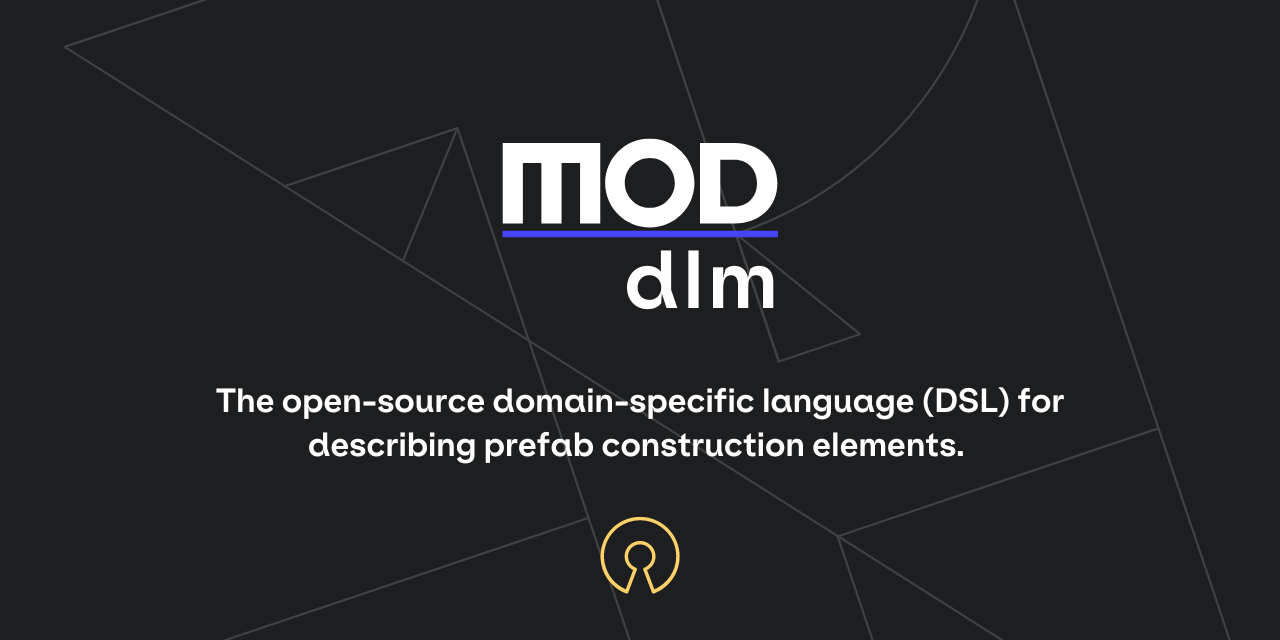 MOD
dlm
The open-source domain-specific language (DSL) for
describing prefab construction elements.